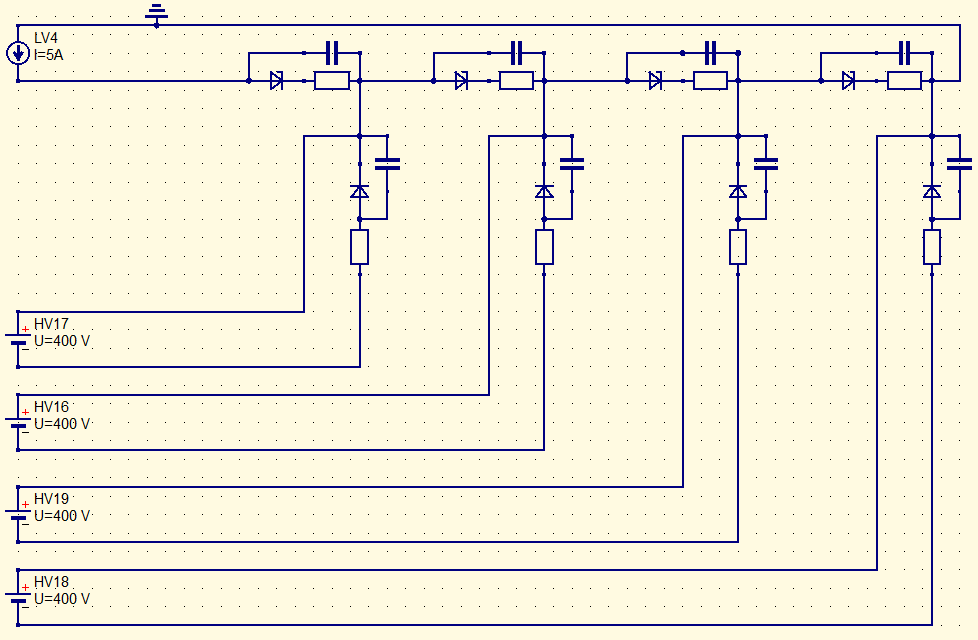 LV4
I=5A
HV17
U=400 V
HV16
U=400 V
HV19
U=400 V
HV18
U=400 V